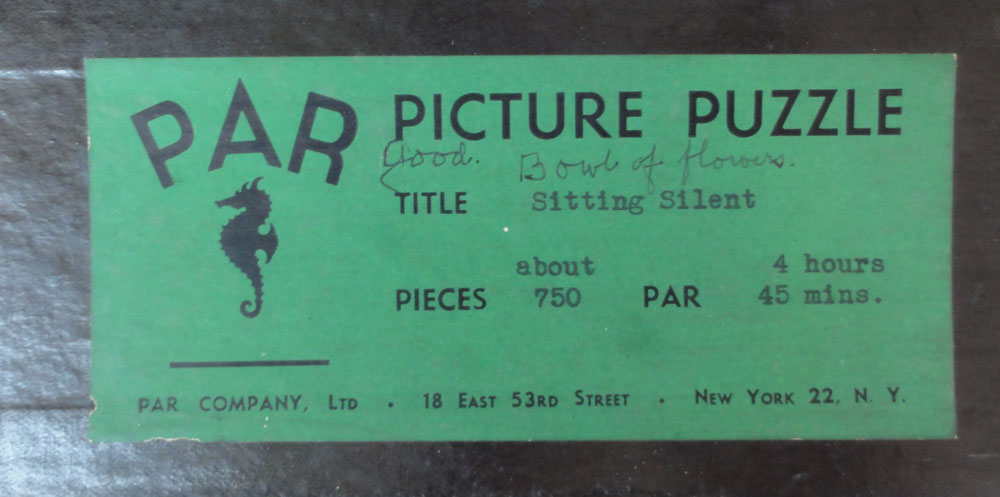 PAR PICTURE PUZZLE
Good. Bowl of flowers.
TITLE Sitting Silent
about 4 hours
PIECES 750 PAR 45 mins.
PAR COMPANY, LTD . 18 EAST 53RD STREET . NEW YORK 22, N. Y.